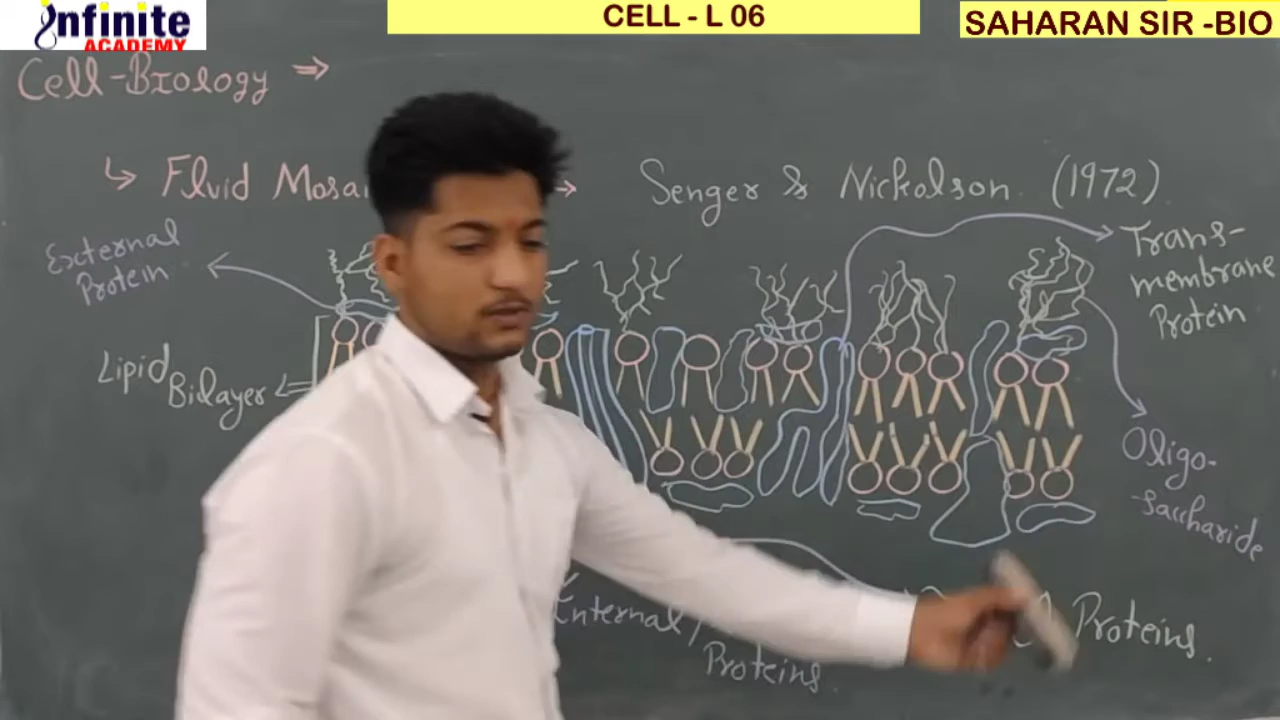 Infinite
ACADEMY
CELL - L 06
SAHARAN SIR -BIO
Cell-Biology ⇒
↳ Fluid Mosa → Senger & Nickolson (1972).
External
Protein
Trans-
membrane
Protein
Lipid
Bilayer
Oligo-
-saccharide
Internal /
Proteins.
Proteins.